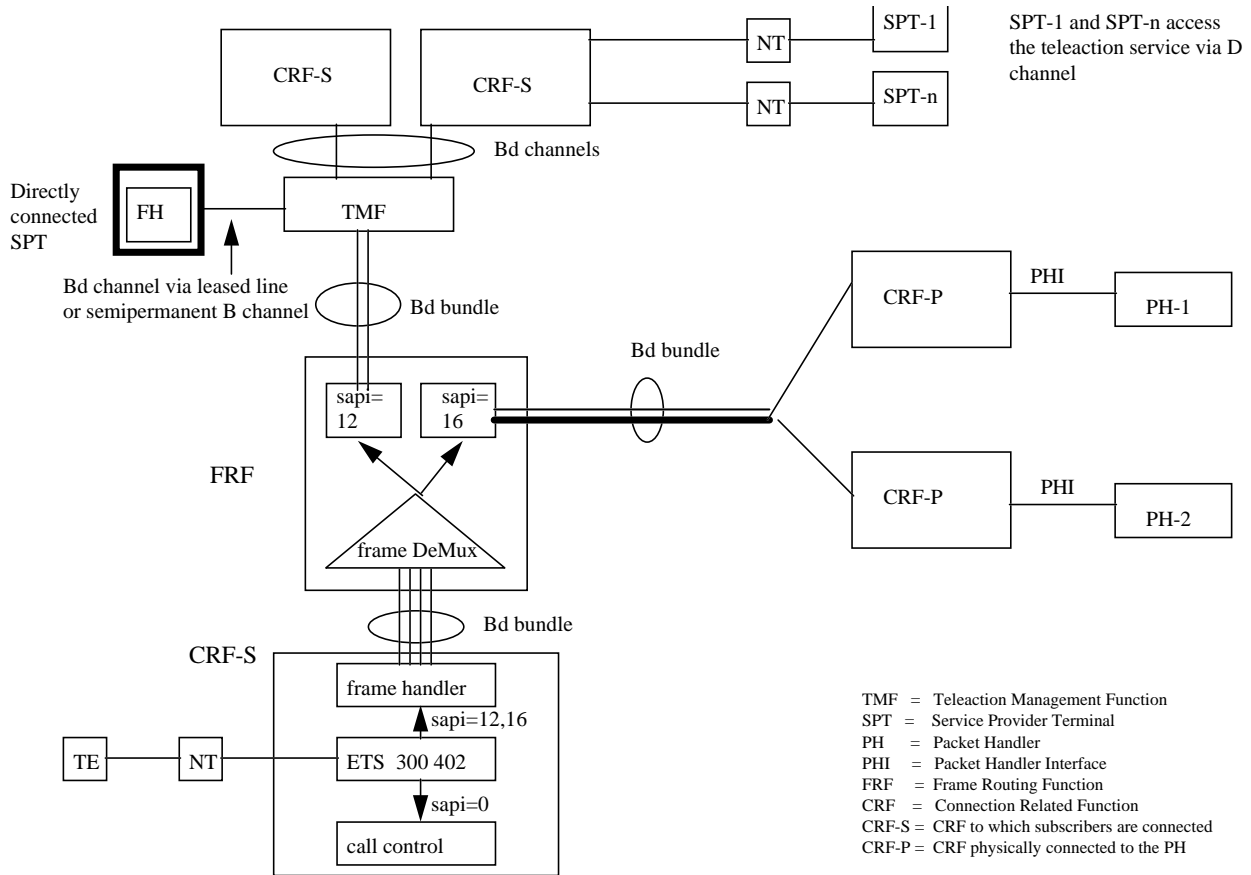 SPT-1
SPT-1 and SPT-n access
the teleaction service via D
channel
NT
CRF-S
CRF-S
NT
SPT-n
Bd channels
Directly
connected
SPT
FH
TMF
Bd channel via leased line
or semipermanent B channel
Bd bundle
CRF-P
PHI
PH-1
Bd bundle
sapi=
12
sapi=
16
FRF
CRF-P
PHI
PH-2
frame DeMux
Bd bundle
CRF-S
frame handler
sapi=12,16
TE
NT
ETS 300 402
sapi=0
call control
TMF = Teleaction Management Function
SPT = Service Provider Terminal
PH = Packet Handler
PHI = Packet Handler Interface
FRF = Frame Routing Function
CRF = Connection Related Function
CRF-S = CRF to which subscribers are connected
CRF-P = CRF physically connected to the PH